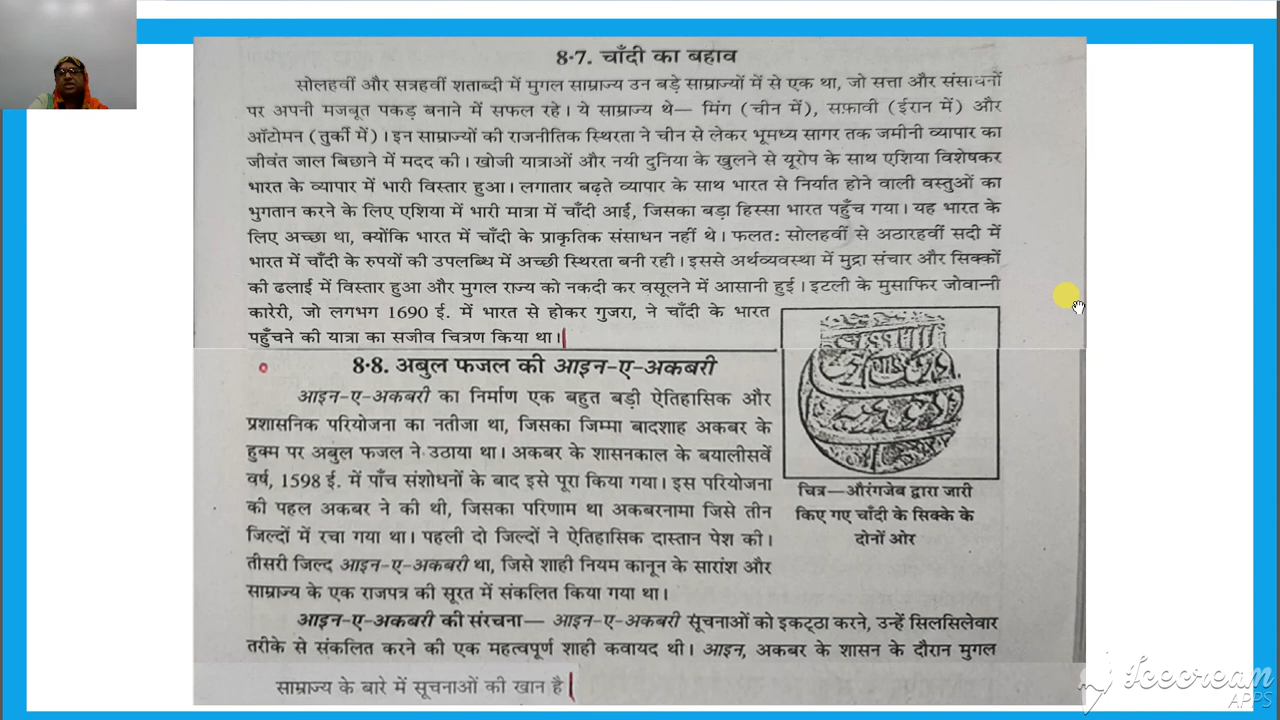 8·7. चाँदी का बहाव
सोलहवीं और सत्रहवीं शताब्दी में मुगल साम्राज्य उन बड़े साम्राज्यों में से एक था, जो सत्ता और संसाधनों
पर अपनी मजबूत पकड़ बनाने में सफल रहे। ये साम्राज्य थे— मिंग (चीन में), सफ़ावी (ईरान में) और
ऑटोमन (तुर्की में)। इन साम्राज्यों की राजनीतिक स्थिरता ने चीन से लेकर भूमध्य सागर तक जमीनी व्यापार का
जीवंत जाल बिछाने में मदद की। खोजी यात्राओं और नयी दुनिया के खुलने से यूरोप के साथ एशिया विशेषकर
भारत के व्यापार में भारी विस्तार हुआ। लगातार बढ़ते व्यापार के साथ भारत से निर्यात होने वाली वस्तुओं का
भुगतान करने के लिए एशिया में भारी मात्रा में चाँदी आई, जिसका बड़ा हिस्सा भारत पहुँच गया। यह भारत के
लिए अच्छा था, क्योंकि भारत में चाँदी के प्राकृतिक संसाधन नहीं थे। फलतः सोलहवीं से अठारहवीं सदी में
भारत में चाँदी के रुपयों की उपलब्धि में अच्छी स्थिरता बनी रही। इससे अर्थव्यवस्था में मुद्रा संचार और सिक्कों
की ढलाई में विस्तार हुआ और मुगल राज्य को नकदी कर वसूलने में आसानी हुई। इटली के मुसाफिर जोवान्नी
कारेरी, जो लगभग 1690 ई. में भारत से होकर गुजरा, ने चाँदी के भारत
पहुँचने की यात्रा का सजीव चित्रण किया था।
8·8. अबुल फजल की आइन-ए-अकबरी
आइन-ए-अकबरी का निर्माण एक बहुत बड़ी ऐतिहासिक और
प्रशासनिक परियोजना का नतीजा था, जिसका जिम्मा बादशाह अकबर के
हुक्म पर अबुल फजल ने उठाया था। अकबर के शासनकाल के बयालीसवें
वर्ष, 1598 ई. में पाँच संशोधनों के बाद इसे पूरा किया गया। इस परियोजना
की पहल अकबर ने की थी, जिसका परिणाम था अकबरनामा जिसे तीन
जिल्दों में रचा गया था। पहली दो जिल्दों ने ऐतिहासिक दास्तान पेश की।
तीसरी जिल्द आइन-ए-अकबरी था, जिसे शाही नियम कानून के सारांश और
साम्राज्य के एक राजपत्र की सूरत में संकलित किया गया था।
चित्र—औरंगजेब द्वारा जारी
किए गए चाँदी के सिक्के के
दोनों ओर
आइन-ए-अकबरी की संरचना— आइन-ए-अकबरी सूचनाओं को इकट्ठा करने, उन्हें सिलसिलेवार
तरीके से संकलित करने की एक महत्वपूर्ण शाही कवायद थी। आइन, अकबर के शासन के दौरान मुगल
साम्राज्य के बारे में सूचनाओं की खान है
Icecream
APPS